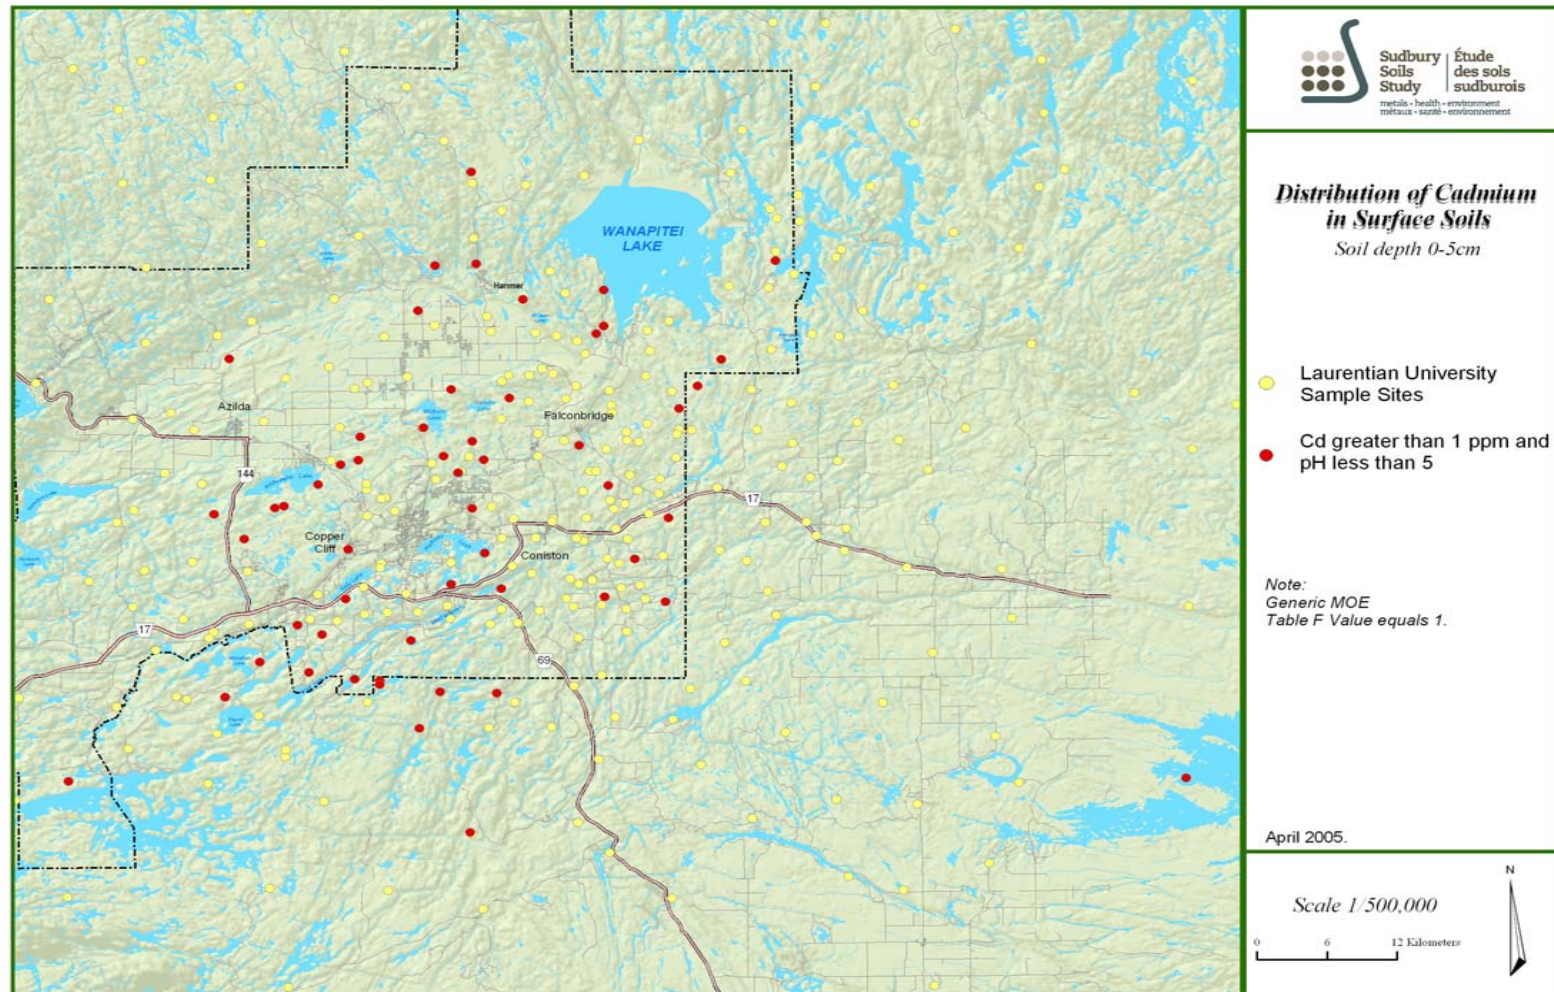 WANAPITEI
LAKE
Hanmer
Azilda
Falconbridge
144
17
Copper
Cliff
Coniston
17
69
Sudbury
Soils
Study
Étude
des sols
sudburois
metals - health - environment
métaux - santé - environnement
Distribution of Cadmium
in Surface Soils
Soil depth 0-5cm
Laurentian University
Sample Sites
Cd greater than 1 ppm and
pH less than 5
Note:
Generic MOE
Table F Value equals 1.
April 2005.
Scale 1/500,000
N
0 6 12 Kilometers